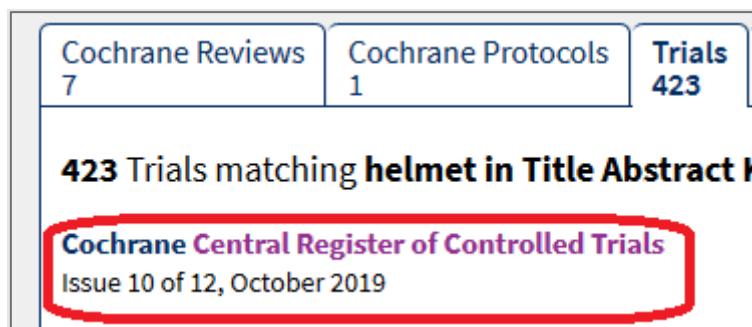 Cochrane Reviews
7
Cochrane Protocols
1
Trials
423
423 Trials matching helmet in Title Abstract
Cochrane Central Register of Controlled Trials
Issue 10 of 12, October 2019